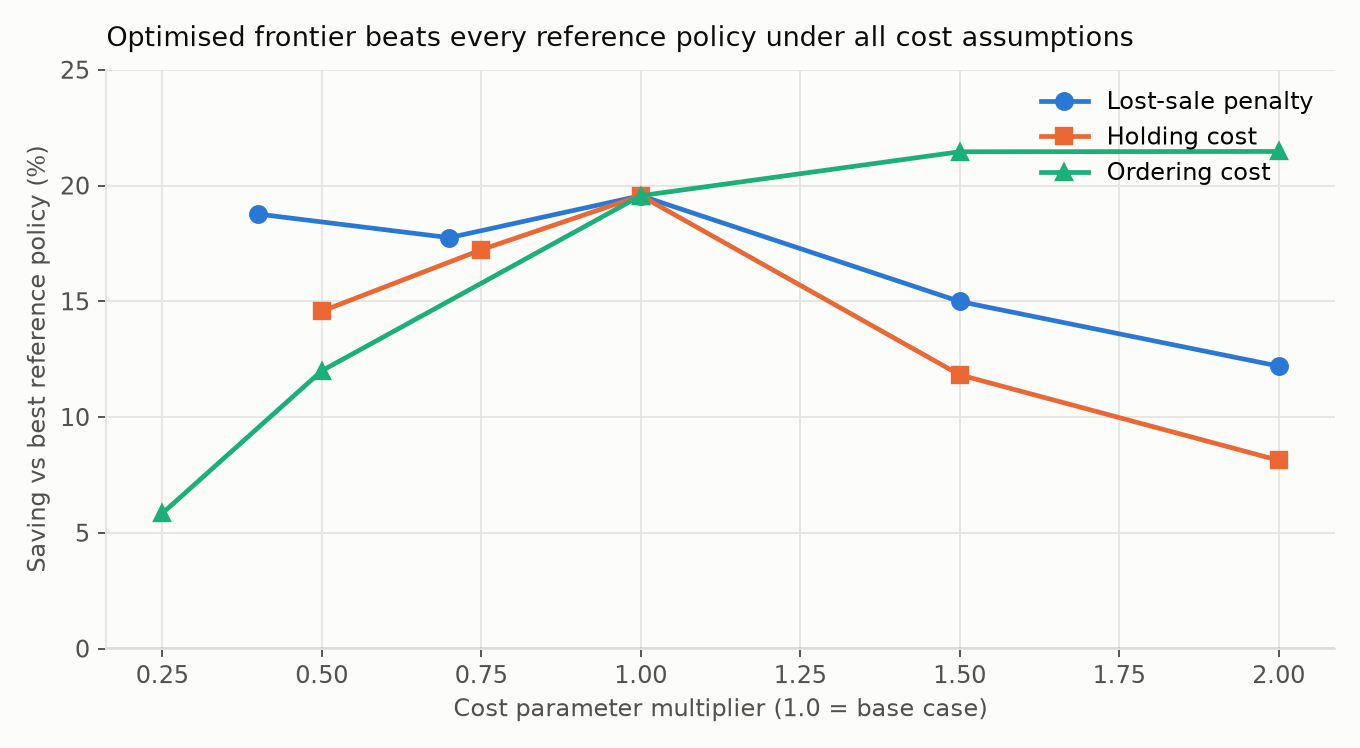 Optimised frontier beats every reference policy under all cost assumptions
Saving vs best reference policy (%)
25
20
15
10
5
0
Lost-sale penalty
Holding cost
Ordering cost
0.25 0.50 0.75 1.00 1.25 1.50 1.75 2.00
Cost parameter multiplier (1.0 = base case)